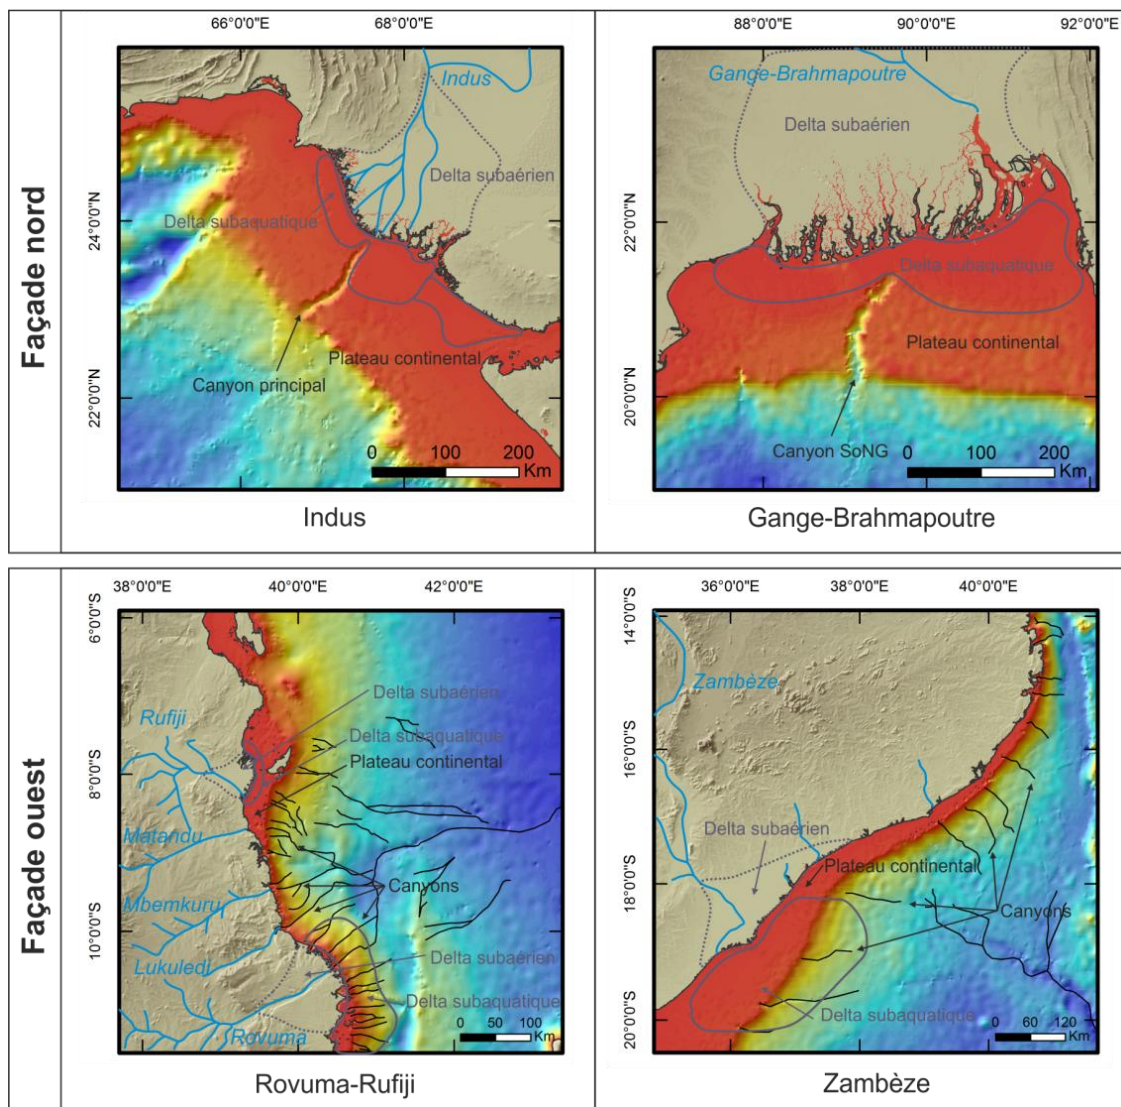 Façade nord
66°0'0"E
68°0'0"E
24°0'0"N
22°0'0"N
Indus
Delta subaérien
Delta subaquatique
Plateau continental
Canyon principal
0 100 200
Km
Indus
88°0'0"E
90°0'0"E
92°0'0"E
22°0'0"N
20°0'0"N
Gange-Brahmapoutre
Delta subaérien
Delta subaquatique
Plateau continental
Canyon SoNG
0 100 200
Km
Gange-Brahmapoutre
Façade ouest
38°0'0"E
40°0'0"E
42°0'0"E
6°0'0"S
8°0'0"S
10°0'0"S
Delta subaérien
Rufiji
Delta subaquatique
Plateau continental
Matandu
Canyons
Mbemkuru
Delta subaérien
Lukuledi
Delta subaquatique
Rovuma
0 50 100
Km
Rovuma-Rufiji
36°0'0"E
38°0'0"E
40°0'0"E
14°0'0"S
16°0'0"S
18°0'0"S
20°0'0"S
Zambèze
Delta subaérien
Plateau continental
Canyons
Delta subaquatique
0 60 120
Km
Zambèze